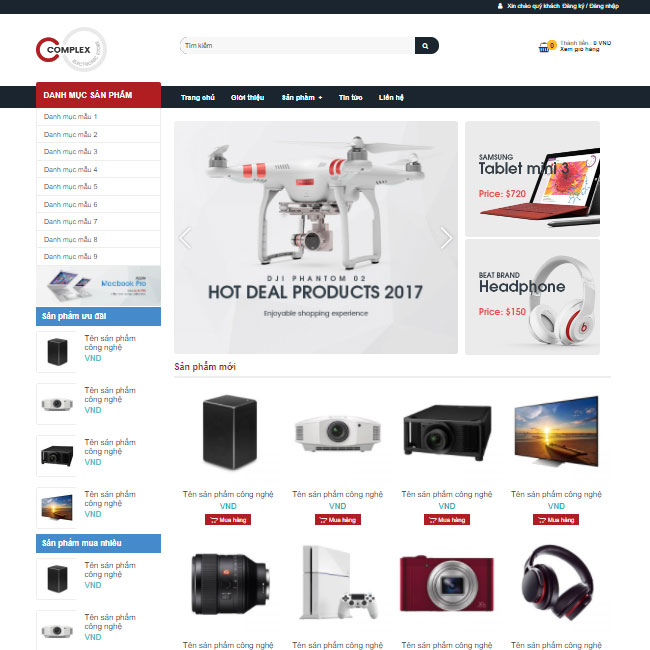 Xin chào quý khách Đăng ký / Đăng nhập
COMPLEX
ELECTRONIC STORE
Tìm kiếm
0
Thành tiền : 0 VNĐ
Xem giỏ hàng
DANH MỤC SẢN PHẨM
Trang chủ Giới thiệu Sản phẩm + Tin tức Liên hệ
Danh mục mẫu 1
Danh mục mẫu 2
Danh mục mẫu 3
Danh mục mẫu 4
Danh mục mẫu 5
Danh mục mẫu 6
Danh mục mẫu 7
Danh mục mẫu 8
Danh mục mẫu 9
Macbook Pro
DJI PHANTOM 02
HOT DEAL PRODUCTS 2017
Enjoyable shopping experience
SAMSUNG
Tablet mini 3
Price: $720
BEAT BRAND
Headphone
Price: $150
Sản phẩm ưu đãi
Tên sản phẩm
công nghệ
VND
Tên sản phẩm
công nghệ
VND
Tên sản phẩm
công nghệ
VND
Tên sản phẩm
công nghệ
VND
Sản phẩm mua nhiều
Tên sản phẩm
công nghệ
VND
Tên sản phẩm
công nghệ
VND
Sản phẩm mới
Tên sản phẩm công nghệ Tên sản phẩm công nghệ Tên sản phẩm công nghệ Tên sản phẩm công nghệ
VND VND VND VND
Mua hàng Mua hàng Mua hàng Mua hàng
Tên sản phẩm công nghệ Tên sản phẩm công nghệ Tên sản phẩm công nghệ Tên sản phẩm công nghệ